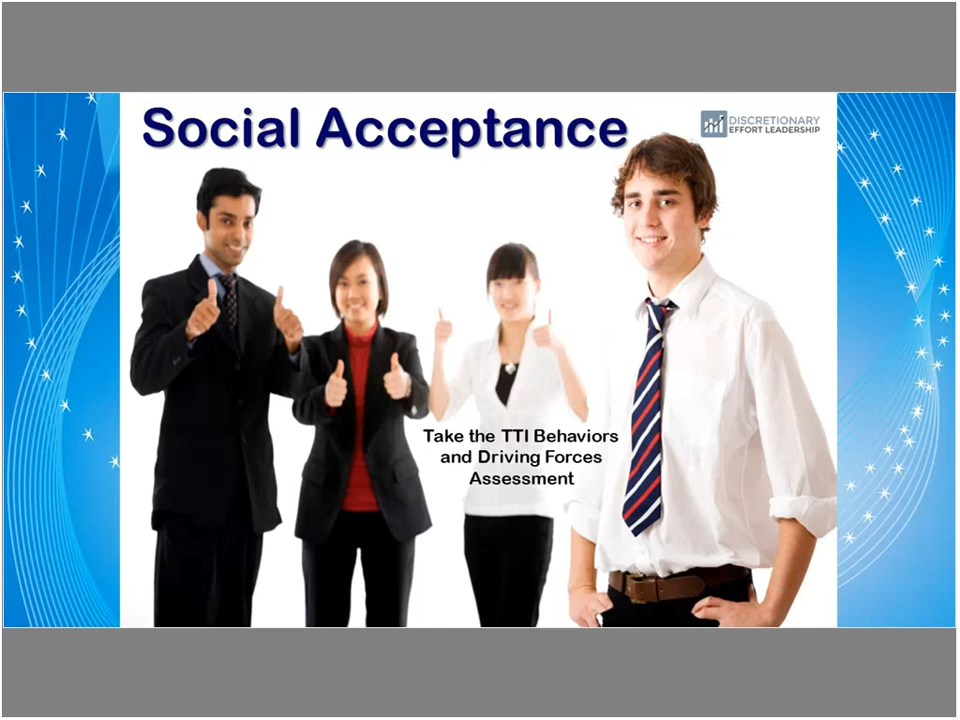 Social Acceptance
DISCRETIONARY
EFFORT LEADERSHIP
Take the TTI Behaviors
and Driving Forces
Assessment